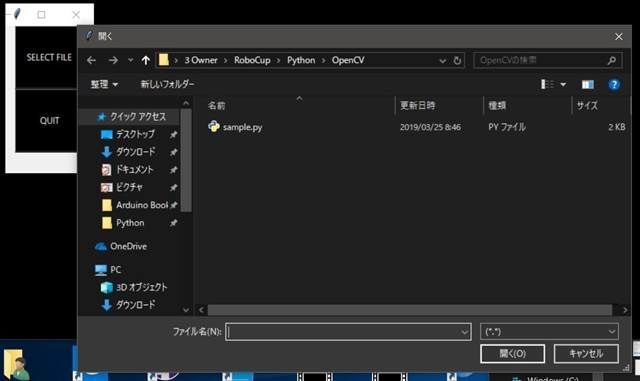 SELECT FILE
QUIT
開く
3 Owner › RoboCup › Python › OpenCV
OpenCVの検索
整理
新しいフォルダー
名前
更新日時
種類
サイズ
sample.py
2019/03/25 8:46
PY ファイル
2 KB
クイック アクセス
デスクトップ
ダウンロード
ドキュメント
ピクチャ
Arduino Book
Python
OneDrive
PC
3D オブジェクト
ダウンロード
ファイル名(N):
(*.*)
開く(O)
キャンセル
Windows (C:)